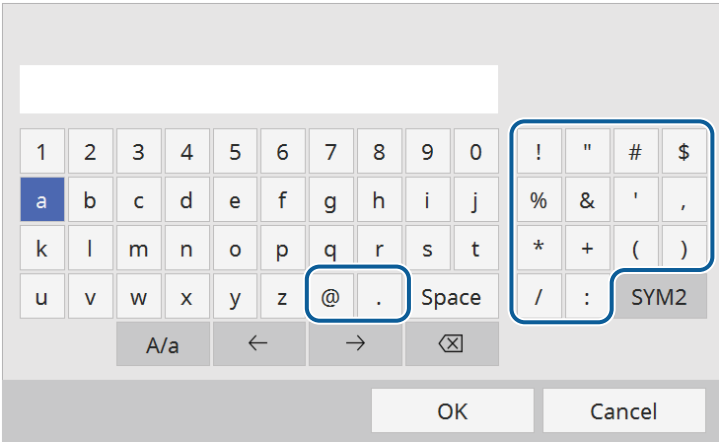 1 2 3 4 5 6 7 8 9 0 ! " # $
a b c d e f g h i j % & ' ,
k l m n o p q r s t * + ( )
u v w x y z @ . Space / : SYM2
A/a ← → ⌫
OK Cancel